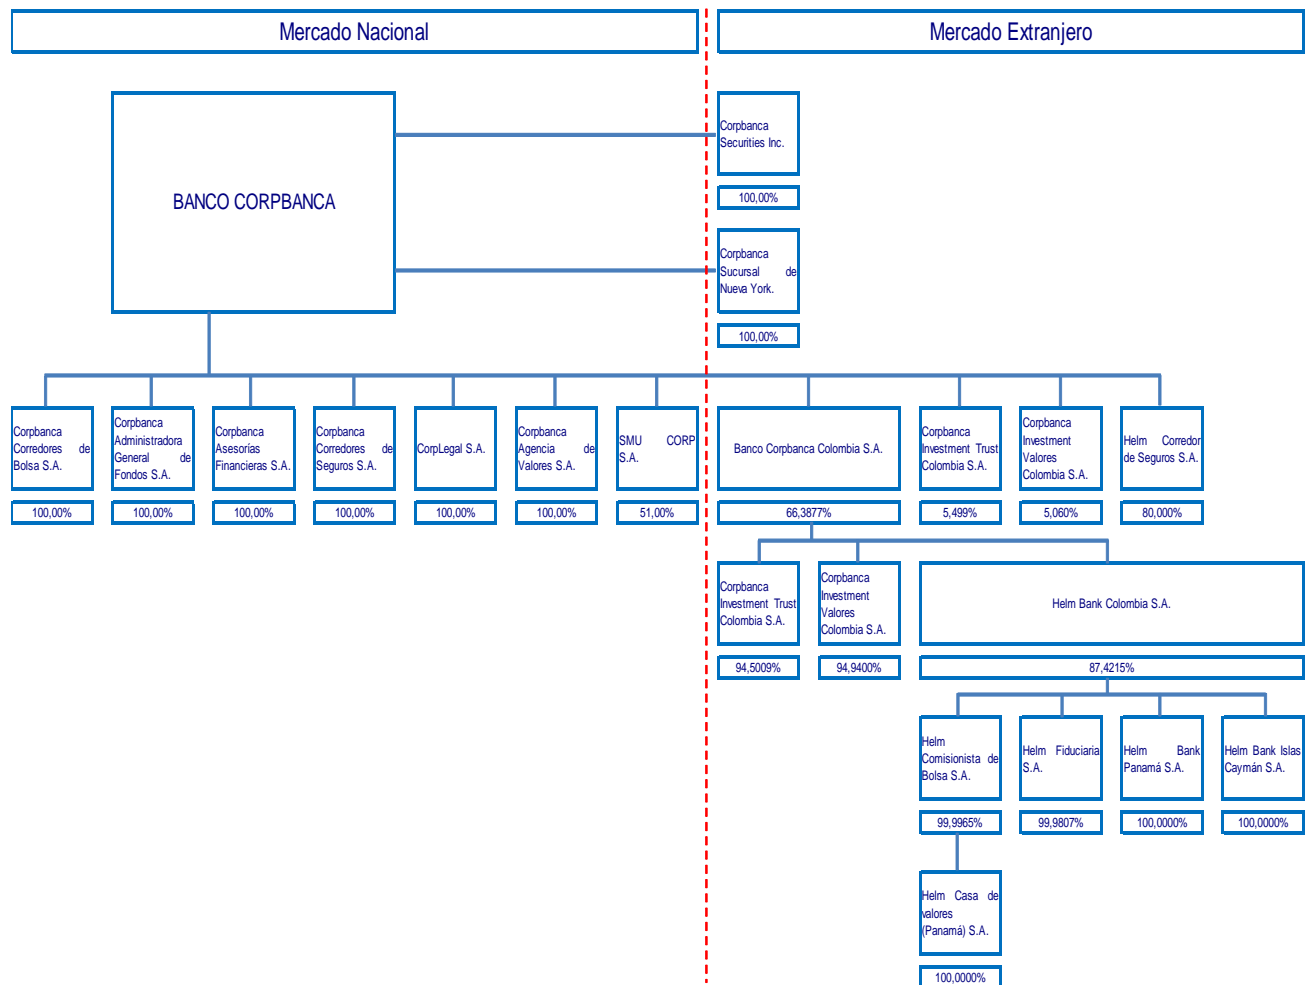 Mercado Nacional
Mercado Extranjero
BANCO CORPBANCA
Corpbanca
Securities Inc.
100,00%
Corpbanca
Sucursal de
Nueva York.
100,00%
Corpbanca
Corredores de
Bolsa S.A.
100,00%
Corpbanca
Administradora
General de
Fondos S.A.
100,00%
Corpbanca
Asesorías
Financieras S.A.
100,00%
Corpbanca
Corredores de
Seguros S.A.
100,00%
CorpLegal S.A.
100,00%
Corpbanca
Agencia de
Valores S.A.
100,00%
SMU CORP
S.A.
51,00%
Banco Corpbanca Colombia S.A.
66,3877%
Corpbanca
Investment Trust
Colombia S.A.
5,499%
Corpbanca
Investment
Valores
Colombia S.A.
5,060%
Helm Corredor
de Seguros S.A.
80,000%
Corpbanca
Investment Trust
Colombia S.A.
94,5009%
Corpbanca
Investment
Valores
Colombia S.A.
94,9400%
Helm Bank Colombia S.A.
87,4215%
Helm
Comisionista de
Bolsa S.A.
99,9965%
Helm Fiduciaria
S.A.
99,9807%
Helm Bank
Panamá S.A.
100,0000%
Helm Bank Islas
Caymán S.A.
100,0000%
Helm Casa de
valores
(Panamá) S.A.
100,0000%